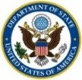 DEPARTMENT OF STATE
UNITED STATES OF AMERICA